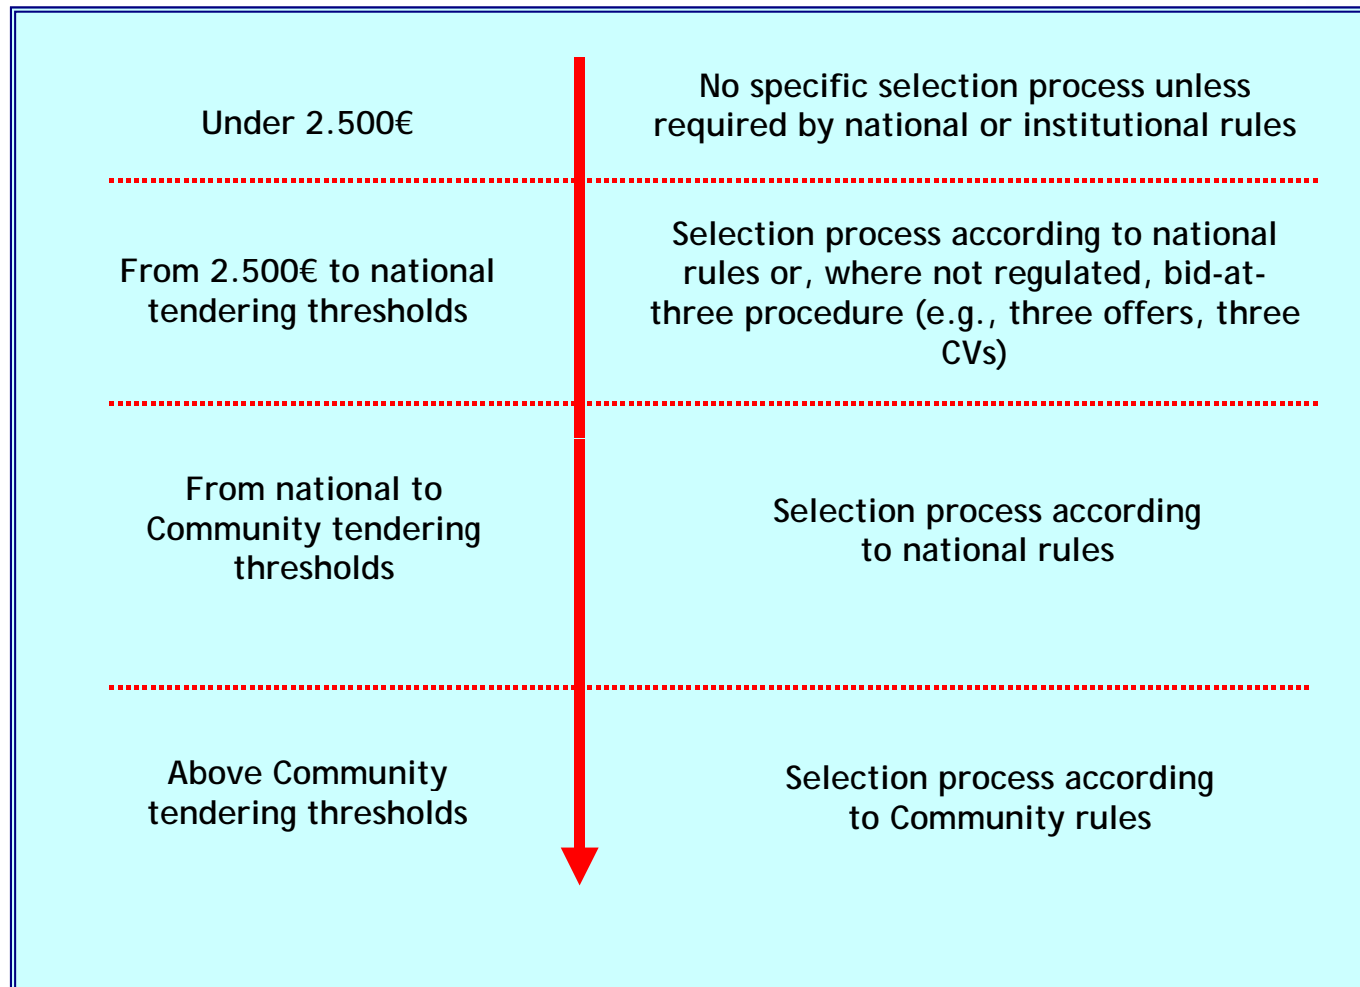 Under 2.500€
No specific selection process unless
required by national or institutional rules
From 2.500€ to national
tendering thresholds
Selection process according to national
rules or, where not regulated, bid-at-
three procedure (e.g., three offers, three
CVs)
From national to
Community tendering
thresholds
Selection process according
to national rules
Above Community
tendering thresholds
Selection process according
to Community rules